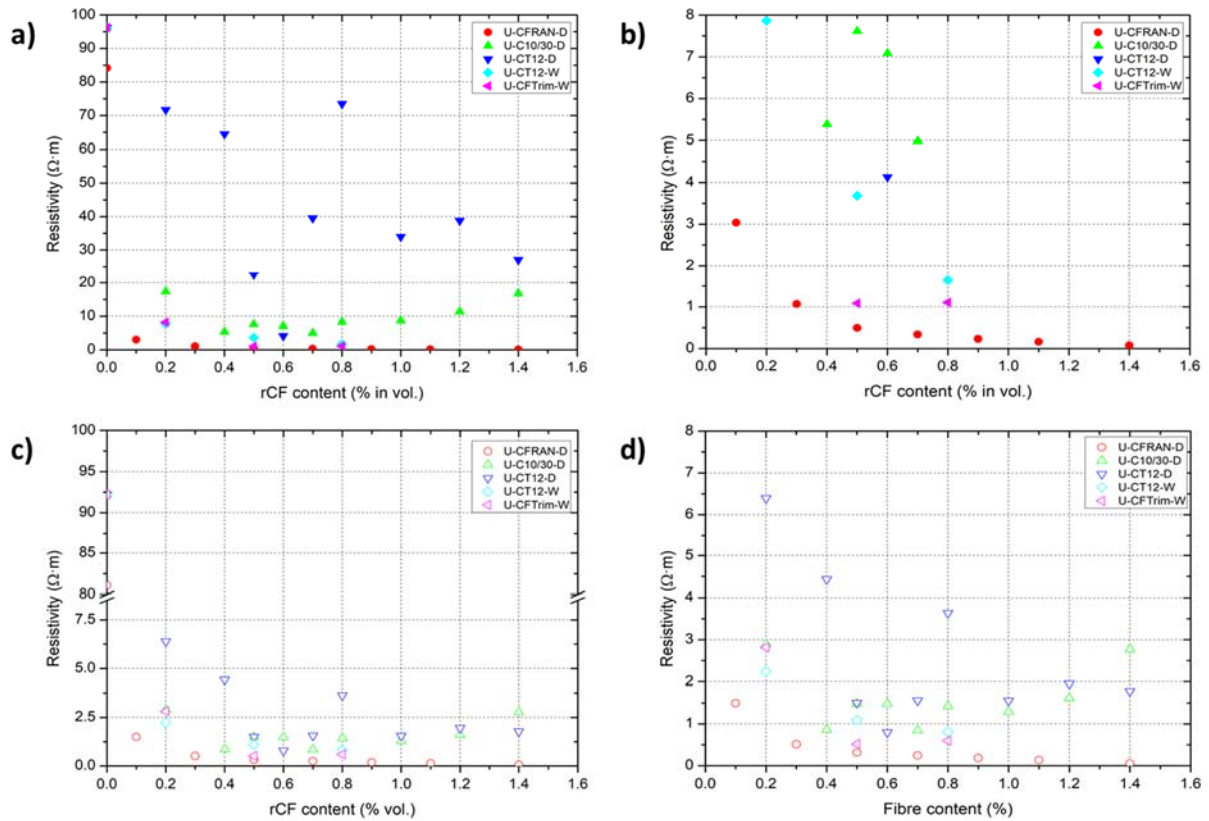 a)
100
90
80
70
60
50
40
30
20
10
0
Resistivity (Ω·m)
U-CFRAN-D
U-C10/30-D
U-CT12-D
U-CT12-W
U-CFTrim-W
0.0 0.2 0.4 0.6 0.8 1.0 1.2 1.4 1.6
rCF content (% in vol.)
b)
8
7
6
5
4
3
2
1
0
Resistivity (Ω·m)
U-CFRAN-D
U-C10/30-D
U-CT12-D
U-CT12-W
U-CFTrim-W
0.0 0.2 0.4 0.6 0.8 1.0 1.2 1.4 1.6
rCF content (% in vol.)
c)
100
95
90
85
80
7.5
5.0
2.5
0.0
Resistivity (Ω·m)
U-CFRAN-D
U-C10/30-D
U-CT12-D
U-CT12-W
U-CFTrim-W
0.0 0.2 0.4 0.6 0.8 1.0 1.2 1.4 1.6
rCF content (% vol.)
d)
8
7
6
5
4
3
2
1
0
Resistivity (Ω·m)
U-CFRAN-D
U-C10/30-D
U-CT12-D
U-CT12-W
U-CFTrim-W
0.0 0.2 0.4 0.6 0.8 1.0 1.2 1.4 1.6
Fibre content (%)